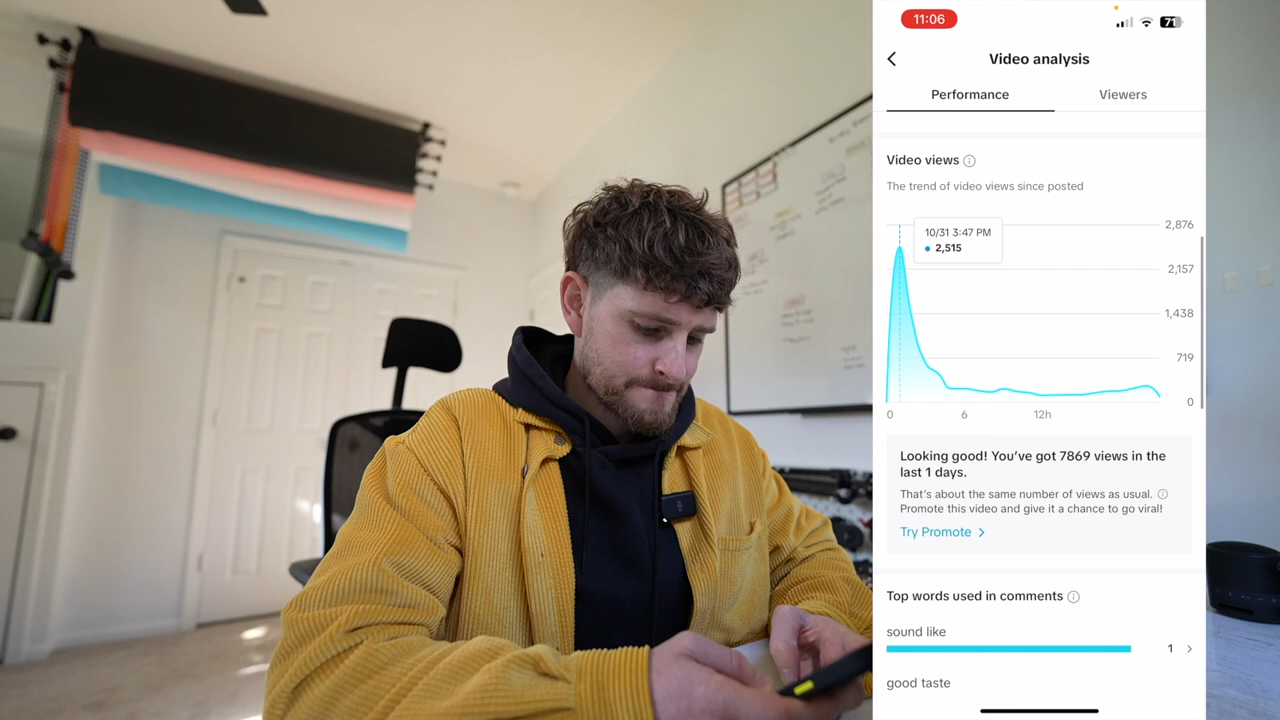 11:06
71
Video analysis
Performance
Viewers
Video views
The trend of video views since posted
10/31 3:47 PM
2,515
2,876
2,157
1,438
719
0
0 6 12h
Looking good! You've got 7869 views in the
last 1 days.
That's about the same number of views as usual.
Promote this video and give it a chance to go viral!
Try Promote
Top words used in comments
sound like
1
good taste